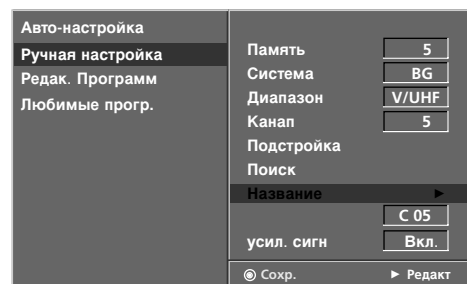 Авто-настройка
Ручная настройка
Редак. Программ
Любимые прогр.
Память 5
Система BG
Диапазон V/UHF
Канап 5
Подстройка
Поиск
Название ►
C 05
усил. сигн Вкл.
◉ Сохр. ► Редакт